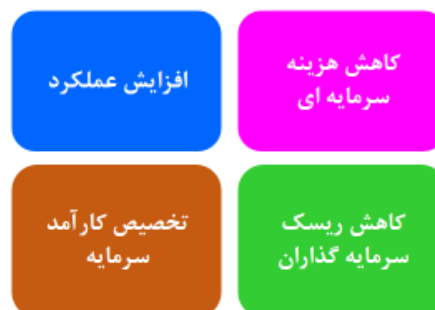 کاهش هزینه
سرمایه ای
افزایش عملکرد
کاهش ریسک
سرمایه گذاران
تخصیص کارآمد
سرمایه